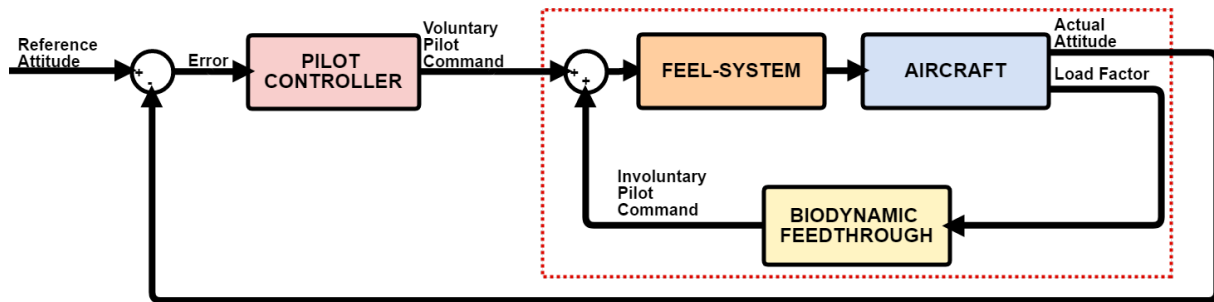 Reference
Attitude
+
-
Error
PILOT
CONTROLLER
Voluntary
Pilot
Command
+
+
FEEL-SYSTEM
AIRCRAFT
Actual
Attitude
Load Factor
Involuntary
Pilot
Command
BIODYNAMIC
FEEDTHROUGH